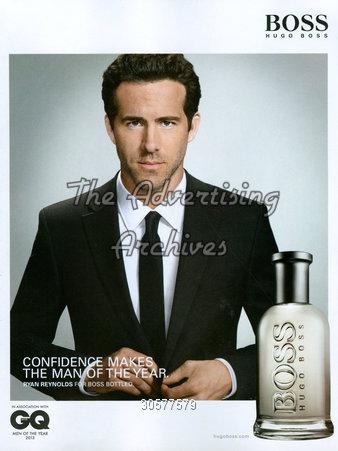 BOSS
HUGO BOSS
The Advertising
Archives
CONFIDENCE MAKES
THE MAN OF THE YEAR.
RYAN REYNOLDS FOR BOSS BOTTLED.
BOSS
HUGO BOSS
IN ASSOCIATION WITH
GQ
MEN OF THE YEAR
2013
30577579
hugoboss.com